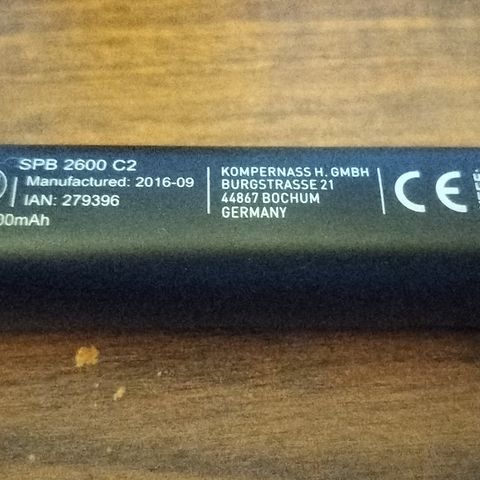 SPB 2600 C2
Manufactured: 2016-09
IAN: 279396
00mAh
KOMPERNASS H. GMBH
BURGSTRASSE 21
44867 BOCHUM
GERMANY
CE